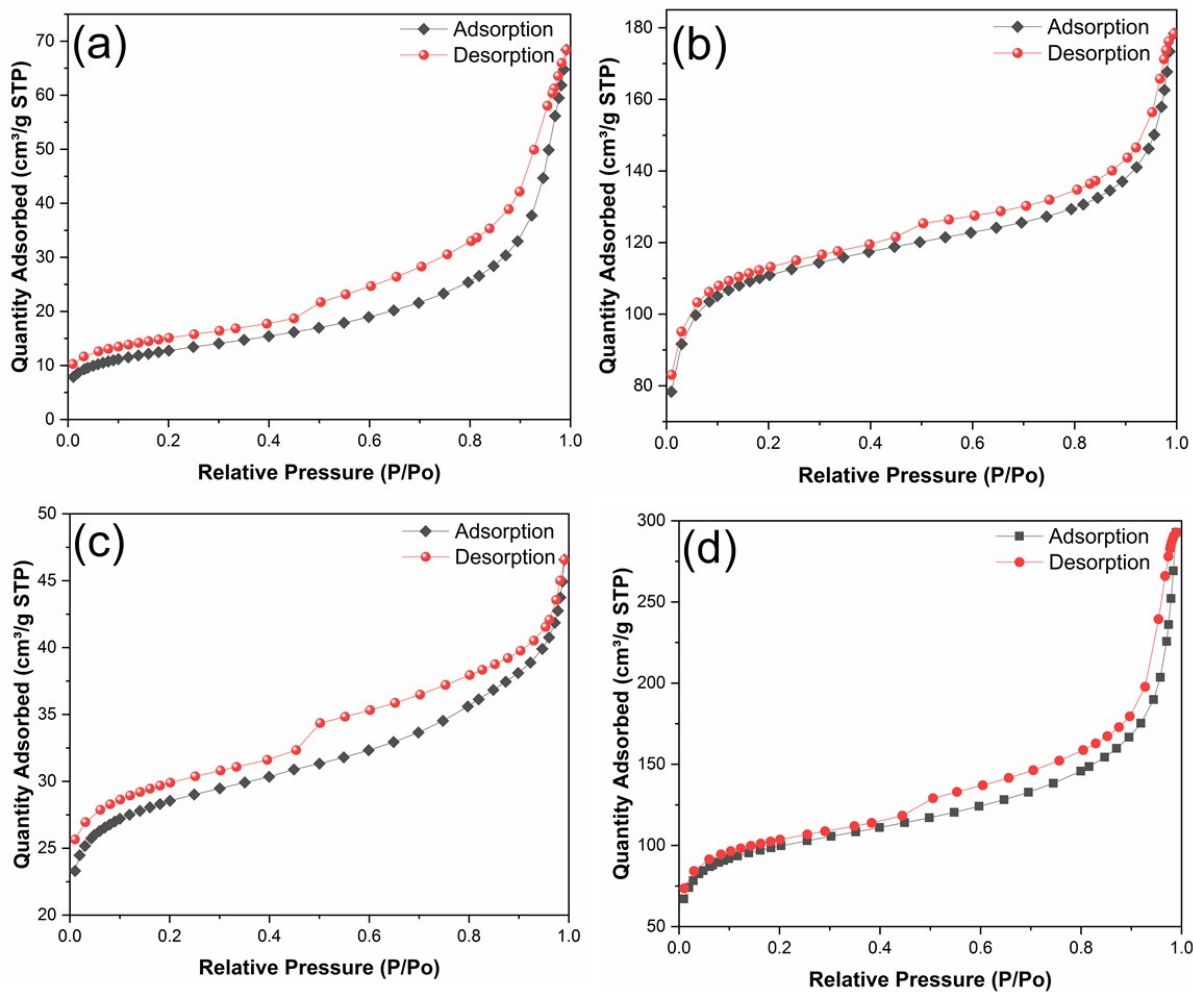 (a)
Adsorption
Desorption
Quantity Adsorbed (cm³/g STP)
70
60
50
40
30
20
10
0
0.0 0.2 0.4 0.6 0.8 1.0
Relative Pressure (P/Po)
(b)
Adsorption
Desorption
Quantity Adsorbed (cm³/g STP)
180
160
140
120
100
80
0.0 0.2 0.4 0.6 0.8 1.0
Relative Pressure (P/Po)
(c)
Adsorption
Desorption
Quantity Adsorbed (cm³/g STP)
50
45
40
35
30
25
20
0.0 0.2 0.4 0.6 0.8 1.0
Relative Pressure (P/Po)
(d)
Adsorption
Desorption
Quantity Adsorbed (cm³/g STP)
300
250
200
150
100
50
0.0 0.2 0.4 0.6 0.8 1.0
Relative Pressure (P/Po)